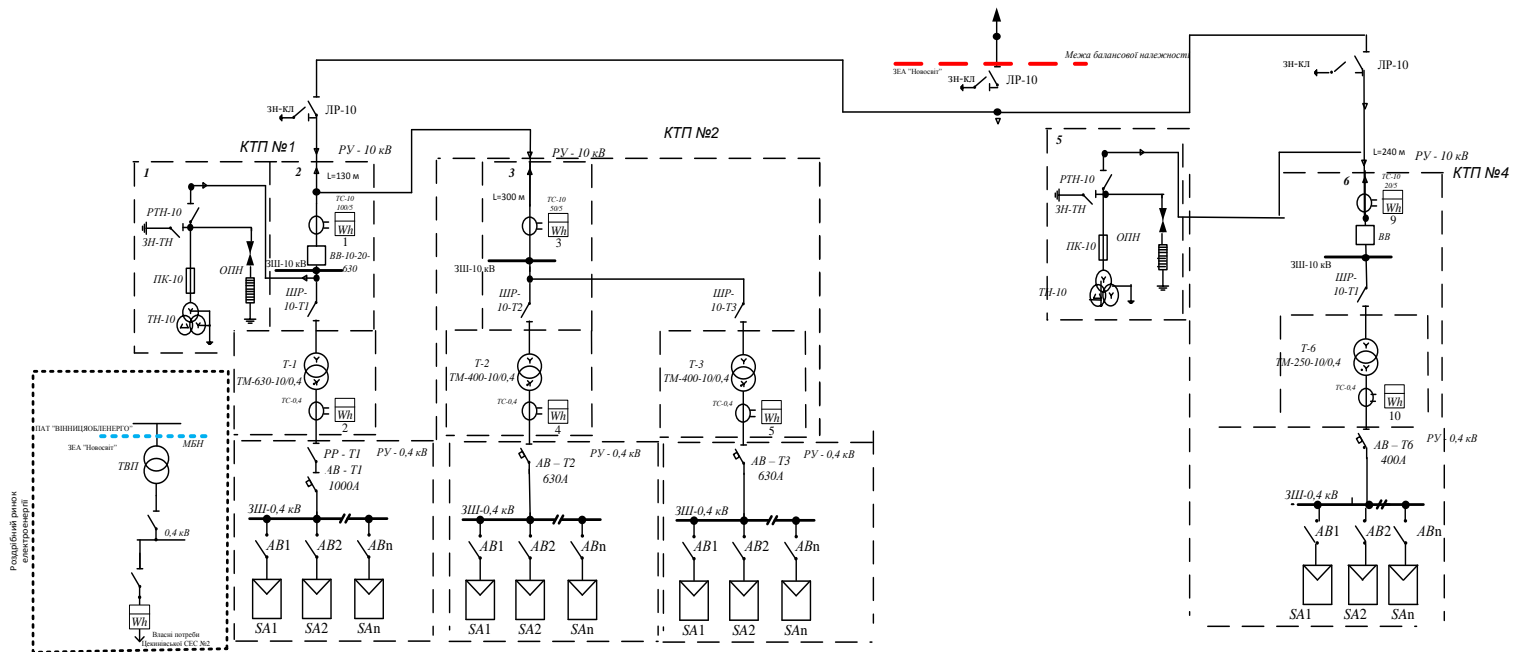 Межа балансової належності
ЗЕА "Новосвіт"
зн-кл
ЛР-10
зн-кл
ЛР-10
зн-кл
ЛР-10
КТП №1
РУ - 10 кВ
КТП №2
РУ - 10 кВ
РУ - 10 кВ
КТП №4
1
РТН-10
ЗН-ТН
ПК-10
ОПН
ТН-10
2
L=130 м
ТС-10
100/5
Wh
1
ВВ-10-20-
630
ЗШ-10 кВ
ШР-
10-Т1
Т-1
ТМ-630-10/0,4
ТС-0,4
Wh
2
РР - Т1
АВ - Т1
1000А
РУ - 0,4 кВ
ЗШ-0,4 кВ
АВ1
АВ2
АВn
SA1
SA2
SAn
3
L=300 м
ТС-10
50/5
Wh
3
ЗШ-10 кВ
ШР-
10-Т2
Т-2
ТМ-400-10/0,4
ТС-0,4
Wh
4
АВ – Т2
630А
РУ - 0,4 кВ
ЗШ-0,4 кВ
АВ1
АВ2
АВn
SA1
SA2
SAn
ШР-
10-Т3
Т-3
ТМ-400-10/0,4
ТС-0,4
Wh
5
АВ – Т3
630А
РУ - 0,4 кВ
ЗШ-0,4 кВ
АВ1
АВ2
АВn
SA1
SA2
SAn
5
РТН-10
ЗН-ТН
ПК-10
ОПН
ТН-10
L=240 м
6
ТС-10
20/5
Wh
9
ВВ
ЗШ-10 кВ
ШР-
10-Т1
Т-6
ТМ-250-10/0,4
ТС-0,4
Wh
10
АВ – Т6
400А
РУ - 0,4 кВ
ЗШ-0,4 кВ
АВ1
АВ2
АВn
SA1
SA2
SAn
Роздрібний ринок
електроенергії
ПАТ "ВІННИЦЯОБЛЕНЕРГО"
ЗЕА "Новосвіт"
МБН
ТВП
0,4 кВ
Wh
Власні потреби
Цекинівської СЕС №2